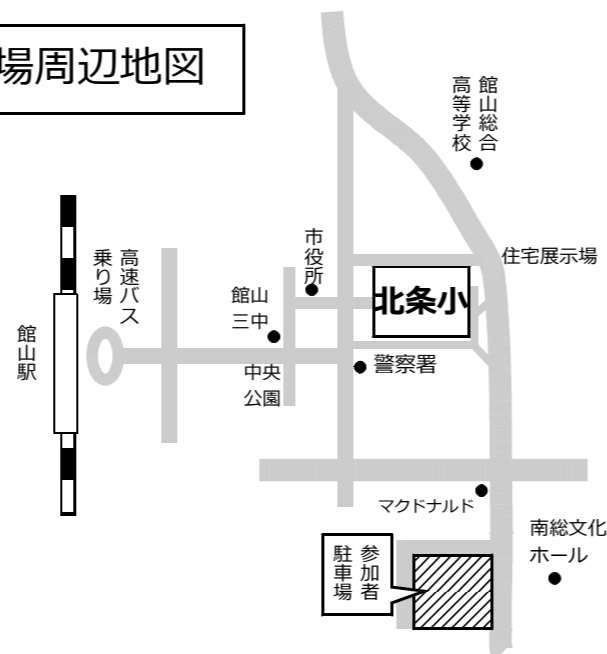 場周辺地図
館山総合
高等学校
住宅展示場
市役所
高速バス
乗り場
館山
三中
北条小
館山駅
中央
公園
警察署
マクドナルド
南総文化
ホール
参加者
駐車場